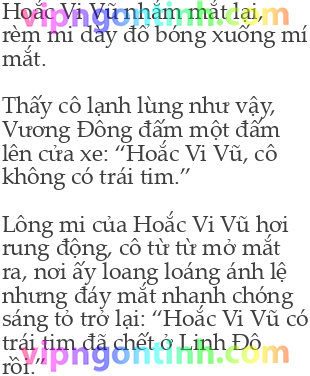 Hoắc Vi Vũ nhắm mắt lại,
rèm mi dày đổ bóng xuống mí
mắt.
Thấy cô lạnh lùng như vậy,
Vương Đông đấm một đấm
lên cửa xe: “Hoắc Vi Vũ, cô
không có trái tim.”
Lông mi của Hoắc Vi Vũ hơi
rung động, cô từ từ mở mắt
ra, nơi ấy loang loáng ánh lệ
nhưng đáy mắt nhanh chóng
sáng tỏ trở lại: “Hoắc Vi Vũ có
trái tim đã chết ở Linh Đô
rồi.”
vipngontinh.com
vipngontinh.com